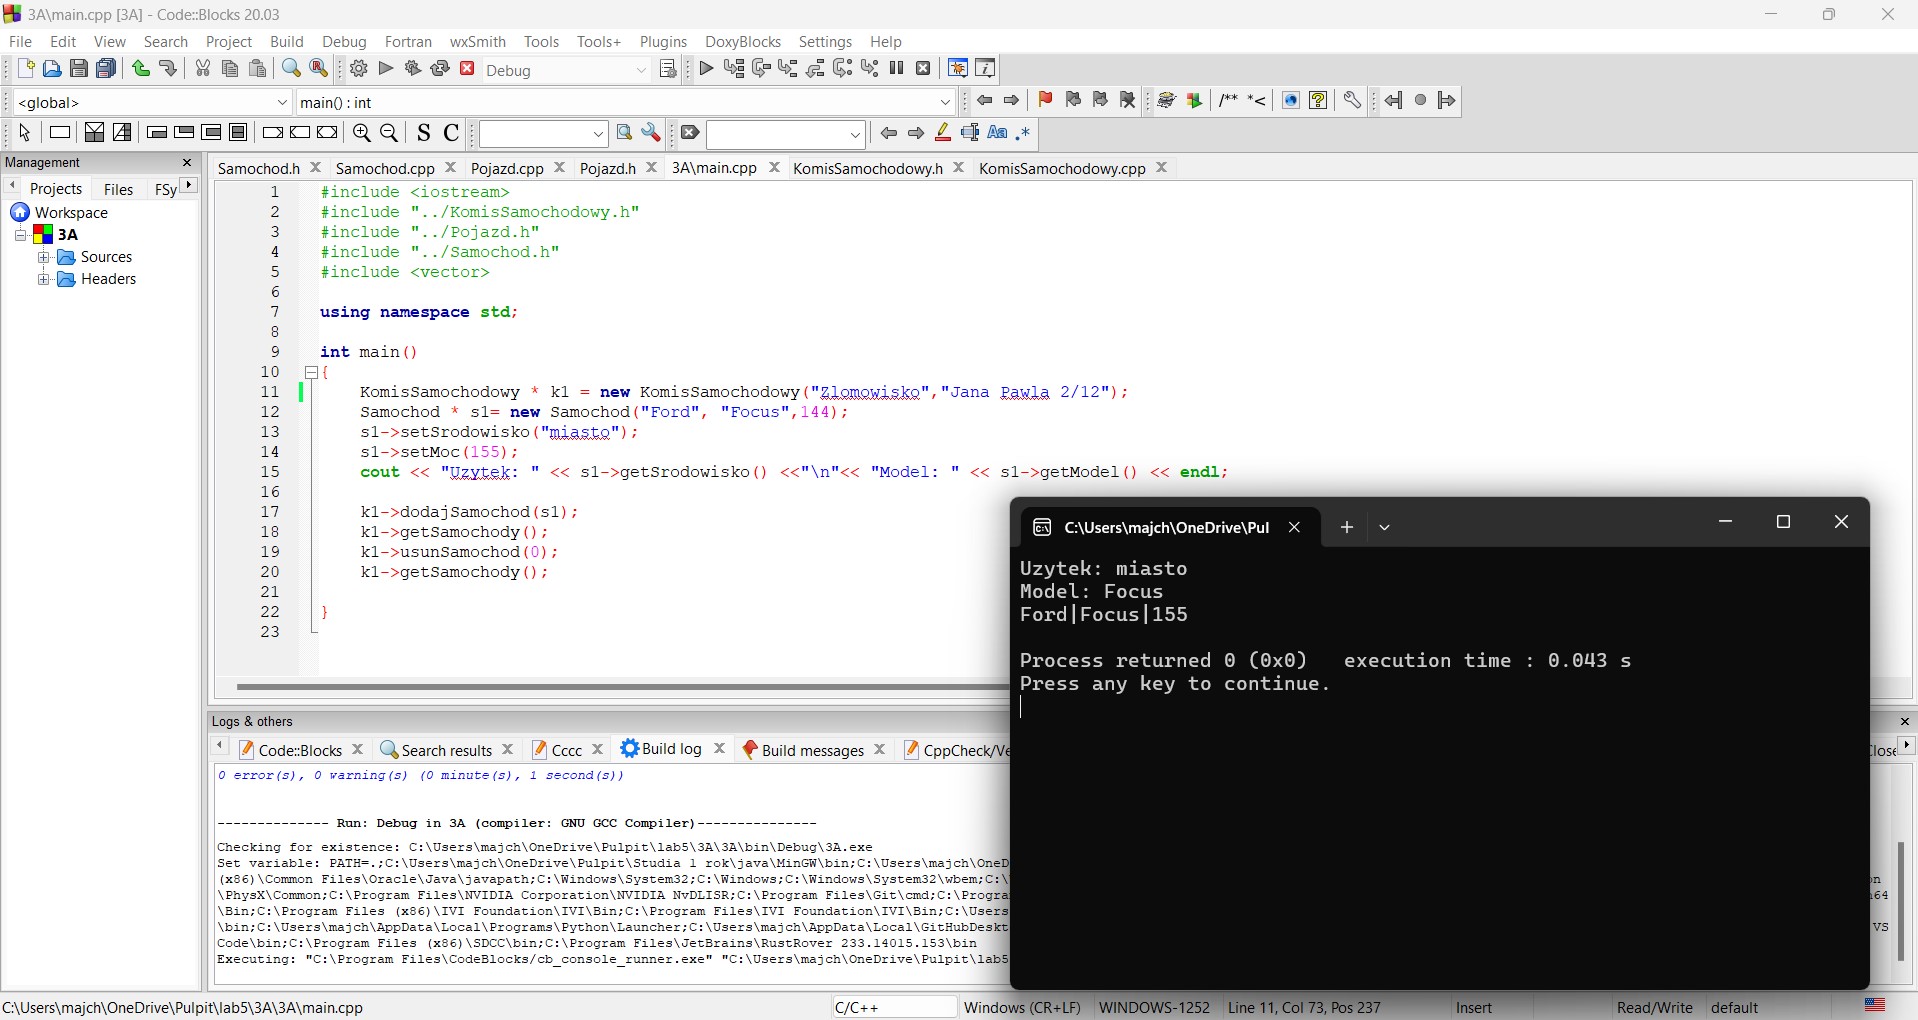 3A\main.cpp [3A] - Code::Blocks 20.03
File Edit View Search Project Build Debug Fortran wxSmith Tools Tools+ Plugins DoxyBlocks Settings Help
Debug
<global> main() : int
/** *<
S C Aa .*
Management
Projects Files FSy
Workspace
3A
Sources
Headers
Samochod.h Samochod.cpp Pojazd.cpp Pojazd.h 3A\main.cpp KomisSamochodowy.h KomisSamochodowy.cpp
1 #include <iostream>
2 #include "../KomisSamochodowy.h"
3 #include "../Pojazd.h"
4 #include "../Samochod.h"
5 #include <vector>
6
7 using namespace std;
8
9 int main()
10 {
11 KomisSamochodowy * k1 = new KomisSamochodowy("Zlomowisko","Jana Pawla 2/12");
12 Samochod * s1= new Samochod("Ford", "Focus",144);
13 s1->setSrodowisko("miasto");
14 s1->setMoc(155);
15 cout << "Uzytek: " << s1->getSrodowisko() <<"\n"<< "Model: " << s1->getModel() << endl;
16
17 k1->dodajSamochod(s1);
18 k1->getSamochody();
19 k1->usunSamochod(0);
20 k1->getSamochody();
21
22 }
23
C:\Users\majch\OneDrive\Pul
Uzytek: miasto
Model: Focus
Ford|Focus|155
Process returned 0 (0x0) execution time : 0.043 s
Press any key to continue.
Logs & others
Code::Blocks Search results Cccc Build log Build messages CppCheck/Ve
0 error(s), 0 warning(s) (0 minute(s), 1 second(s))
-------------- Run: Debug in 3A (compiler: GNU GCC Compiler)---------------
Checking for existence: C:\Users\majch\OneDrive\Pulpit\lab5\3A\3A\bin\Debug\3A.exe
Set variable: PATH=.;C:\Users\majch\OneDrive\Pulpit\Studia 1 rok\java\MinGW\bin;C:\Users\majch\OneD
(x86)\Common Files\Oracle\Java\javapath;C:\Windows\System32;C:\Windows;C:\Windows\System32\wbem;C:\
\PhysX\Common;C:\Program Files\NVIDIA Corporation\NVIDIA NvDLISR;C:\Program Files\Git\cmd;C:\Progra
\Bin;C:\Program Files (x86)\IVI Foundation\IVI\Bin;C:\Program Files\IVI Foundation\IVI\Bin;C:\Users
\bin;C:\Users\majch\AppData\Local\Programs\Python\Launcher;C:\Users\majch\AppData\Local\GitHubDeskt
Code\bin;C:\Program Files (x86)\SDCC\bin;C:\Program Files\JetBrains\RustRover 233.14015.153\bin
Executing: "C:\Program Files\CodeBlocks/cb_console_runner.exe" "C:\Users\majch\OneDrive\Pulpit\lab5
C:\Users\majch\OneDrive\Pulpit\lab5\3A\3A\main.cpp C/C++ Windows (CR+LF) WINDOWS-1252 Line 11, Col 73, Pos 237 Insert Read/Write default